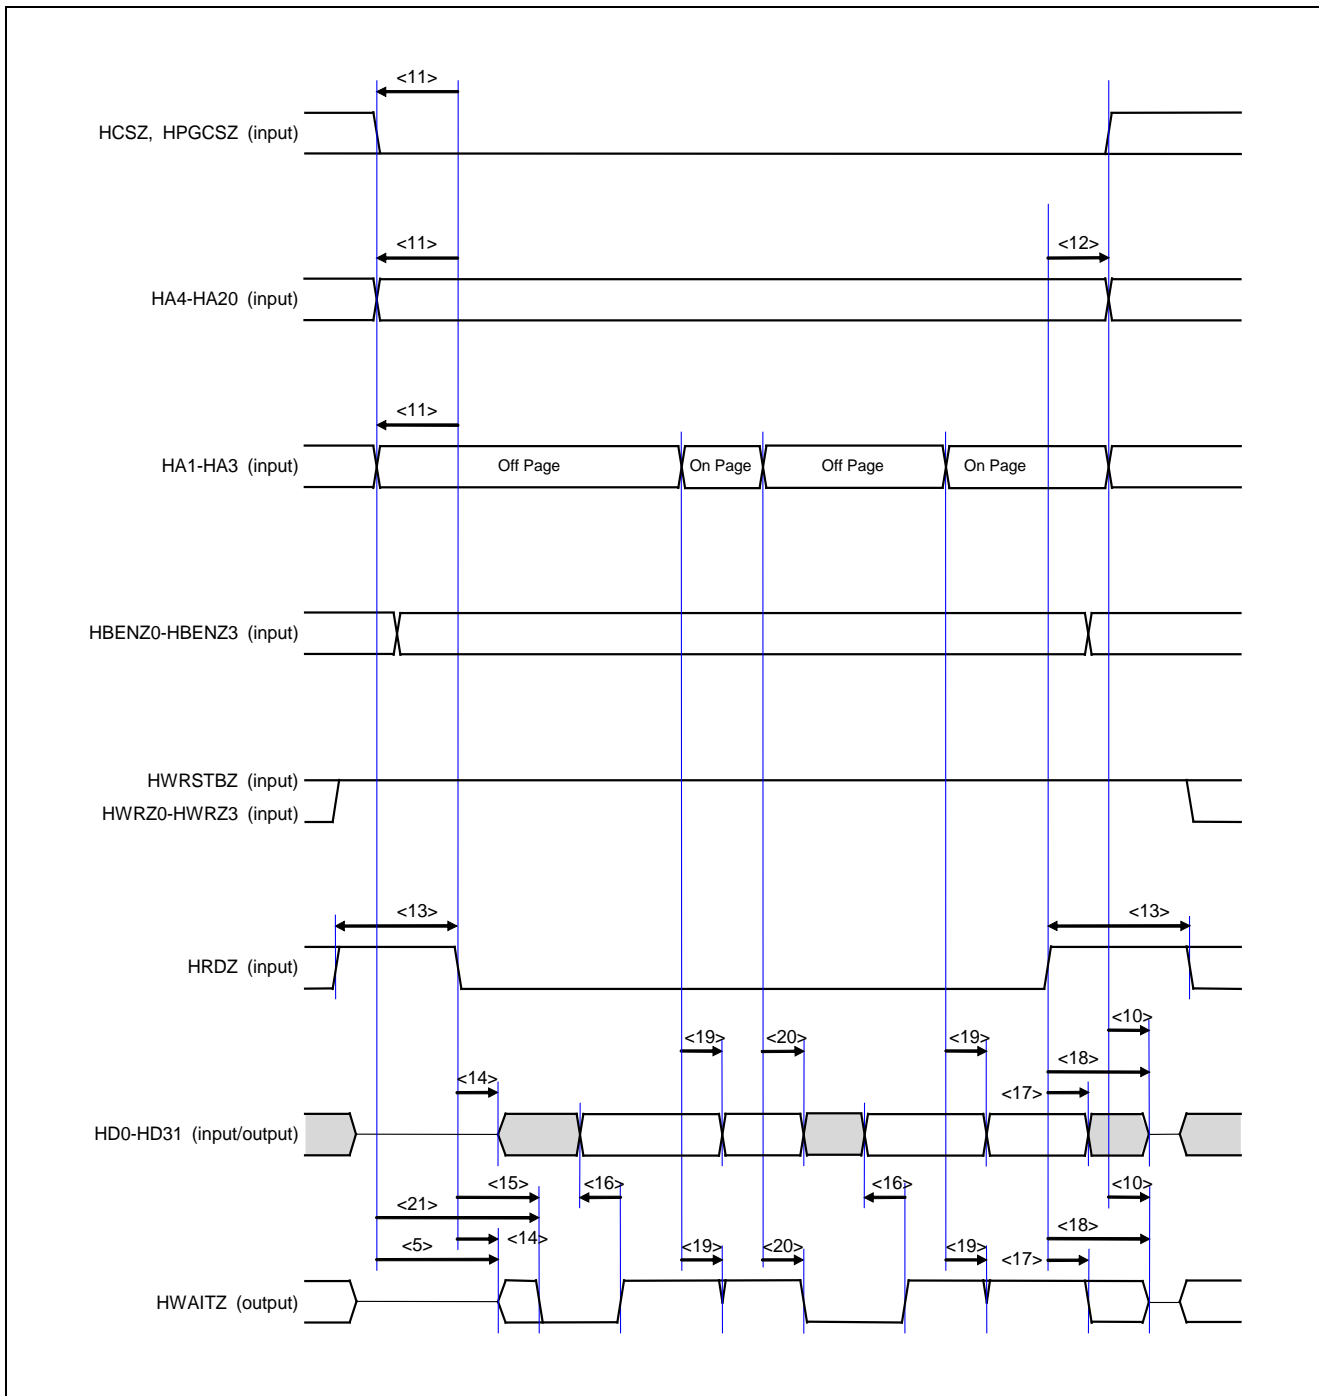 <11>
HCSZ, HPGCSZ (input)
<11>
<12>
HA4-HA20 (input)
<11>
HA1-HA3 (input)
Off Page
On Page
Off Page
On Page
HBENZ0-HBENZ3 (input)
HWRSTBZ (input)
HWRZ0-HWRZ3 (input)
<13>
<13>
HRDZ (input)
<10>
<19>
<20>
<19>
<18>
<14>
<17>
HD0-HD31 (input/output)
<15>
<16>
<16>
<10>
<21>
<14>
<18>
<5>
<19>
<20>
<19>
<17>
HWAITZ (output)